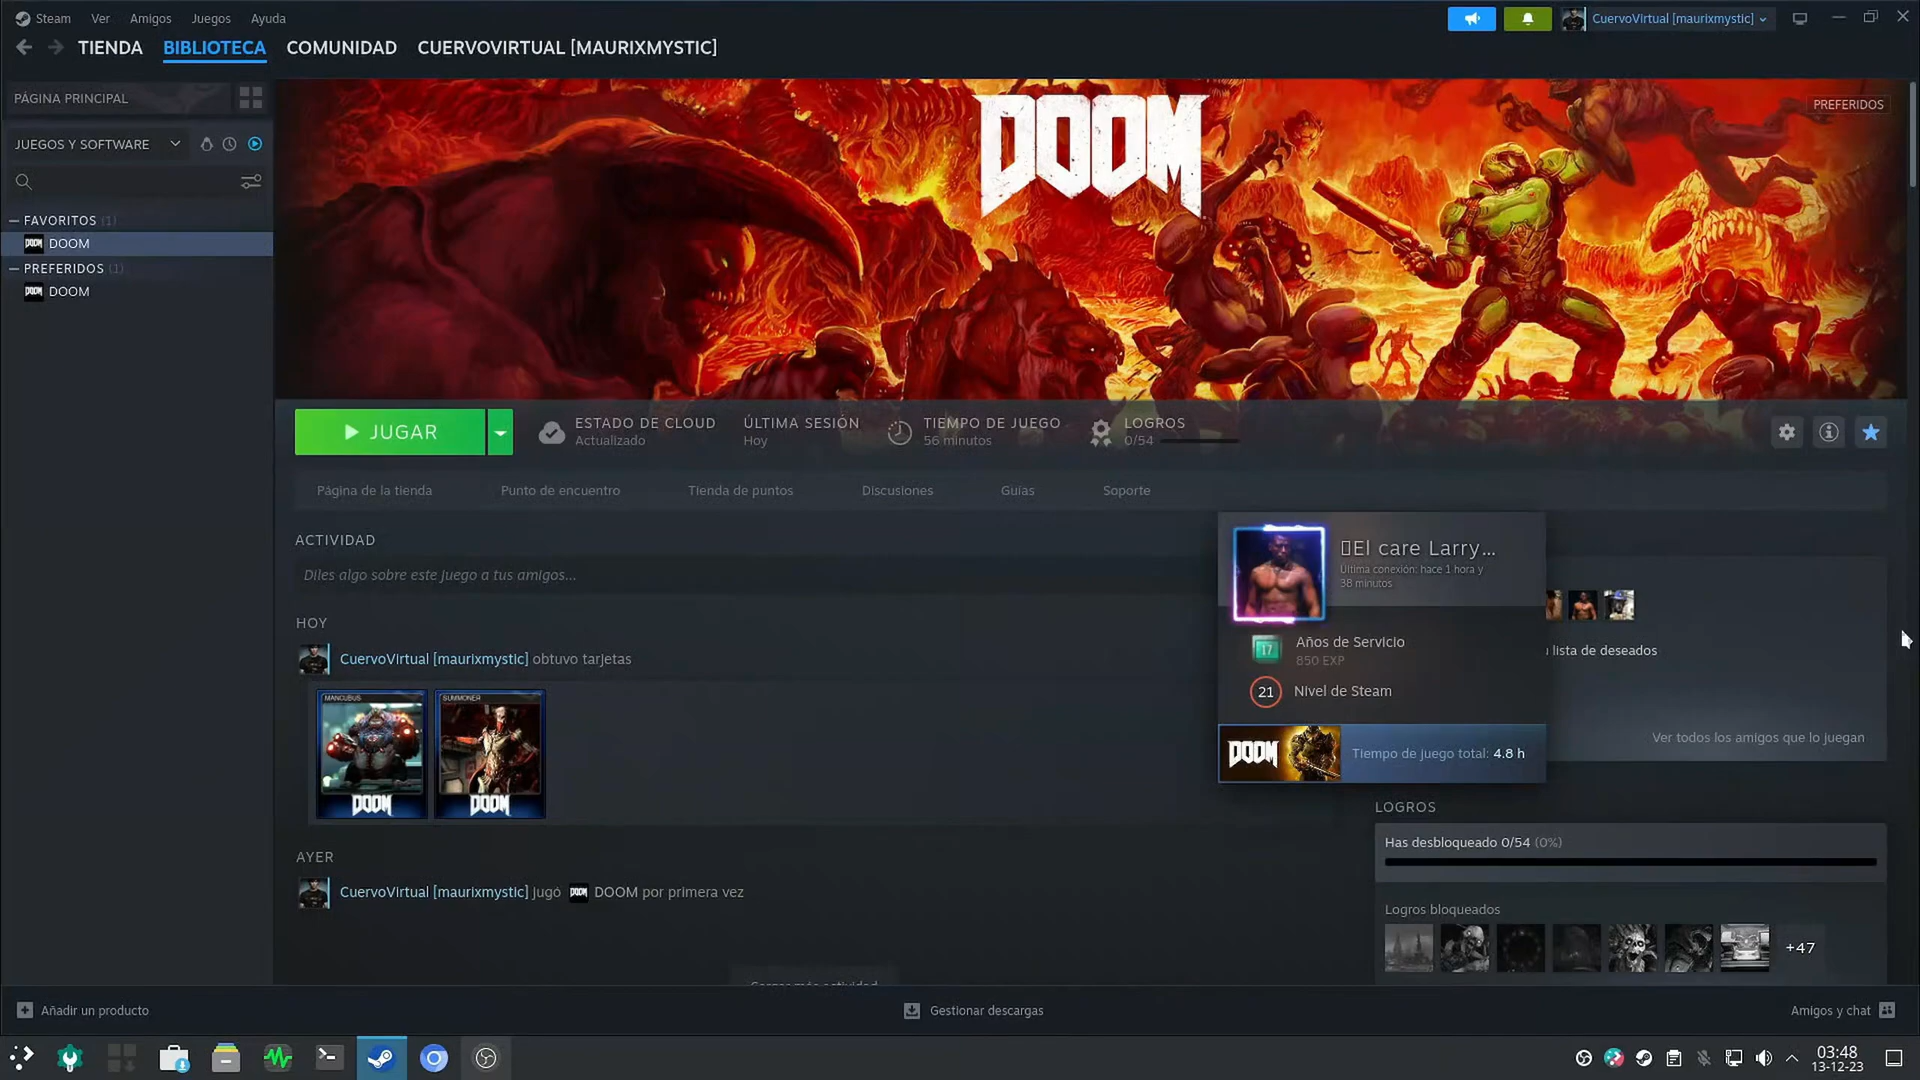 Steam Ver Amigos Juegos Ayuda
CuervoVirtual [maurixmystic]
TIENDA BIBLIOTECA COMUNIDAD CUERVOVIRTUAL [MAURIXMYSTIC]
PÁGINA PRINCIPAL
JUEGOS Y SOFTWARE
FAVORITOS (1)
DOOM
PREFERIDOS (1)
DOOM
DOOM
PREFERIDOS
JUGAR
ESTADO DE CLOUD
Actualizado
ÚLTIMA SESIÓN
Hoy
TIEMPO DE JUEGO
56 minutos
LOGROS
0/54
Página de la tienda Punto de encuentro Tienda de puntos Discusiones Guías Soporte
ACTIVIDAD
Diles algo sobre este juego a tus amigos...
HOY
CuervoVirtual [maurixmystic] obtuvo tarjetas
MANCUBUS
DOOM
SUMMONER
DOOM
AYER
CuervoVirtual [maurixmystic] jugó DOOM por primera vez
El care Larry...
Última conexión: hace 1 hora y
38 minutos
17
Años de Servicio
850 EXP
21 Nivel de Steam
DOOM
Tiempo de juego total: 4.8 h
lista de deseados
Ver todos los amigos que lo juegan
LOGROS
Has desbloqueado 0/54 (0%)
Logros bloqueados
+47
Añadir un producto
Gestionar descargas
Amigos y chat
03:48
13-12-23